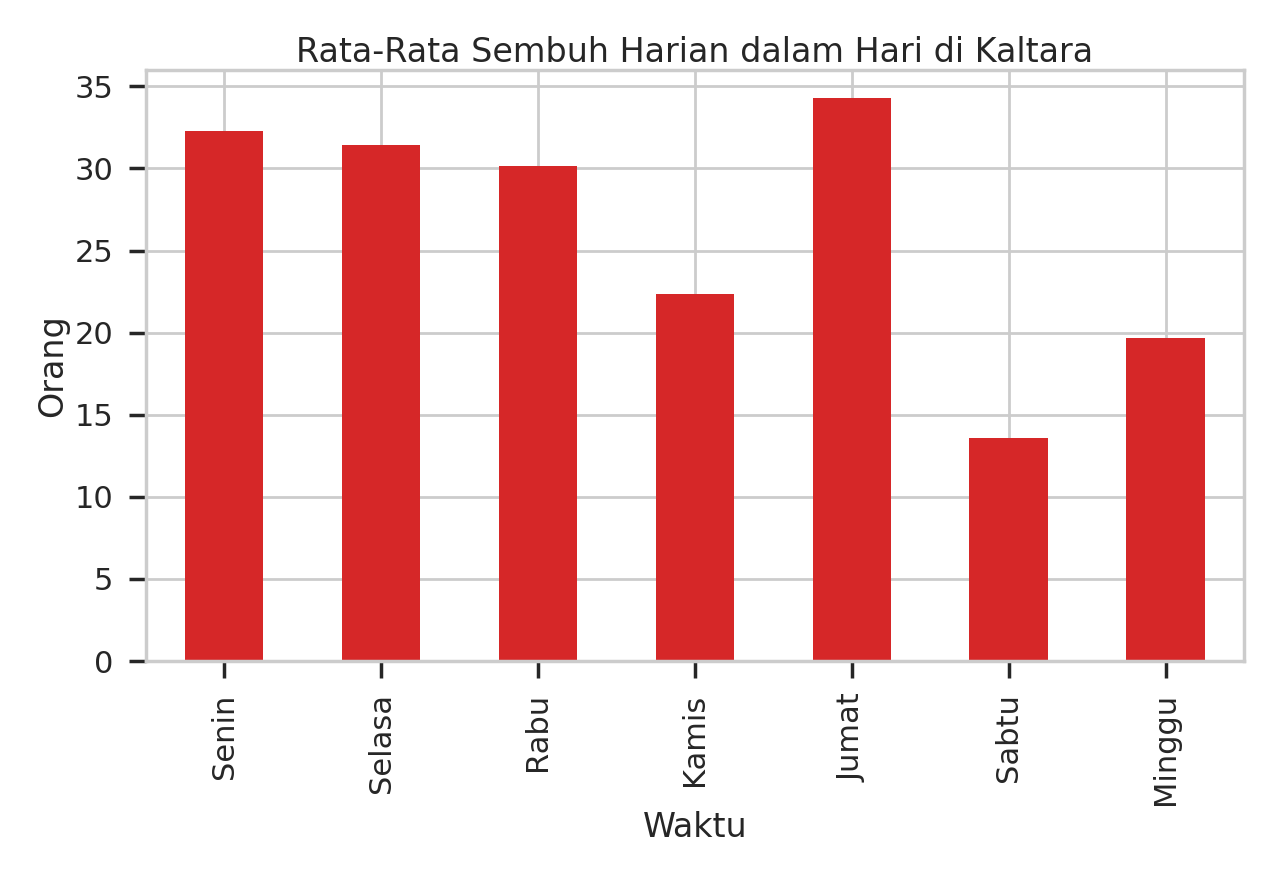 Rata-Rata Sembuh Harian dalam Hari di Kaltara
35
30
25
20
15
10
5
0
Orang
Senin
Selasa
Rabu
Kamis
Jumat
Sabtu
Minggu
Waktu